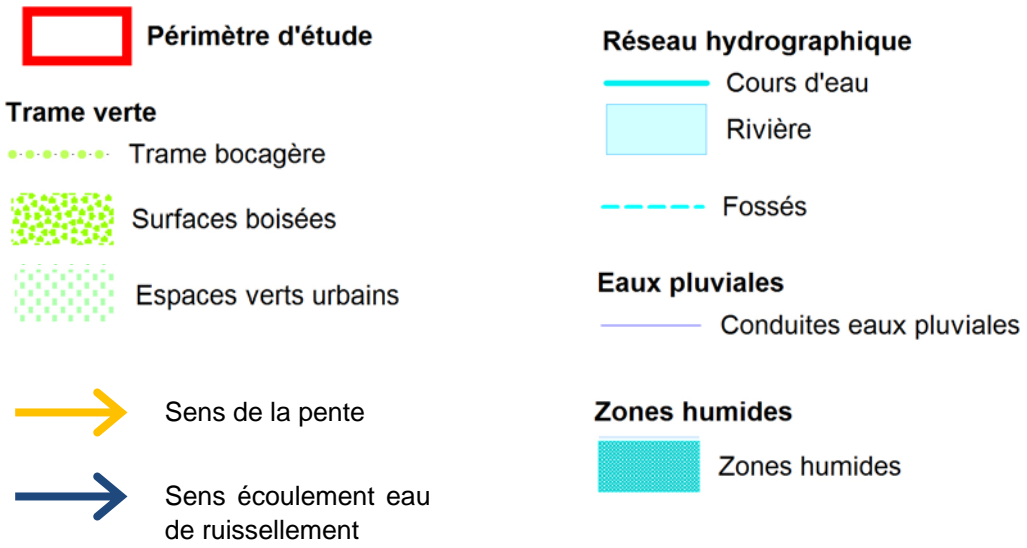 Périmètre d'étude
Trame verte
Trame bocagère
Surfaces boisées
Espaces verts urbains
Sens de la pente
Sens écoulement eau
de ruissellement
Réseau hydrographique
Cours d'eau
Rivière
Fossés
Eaux pluviales
Conduites eaux pluviales
Zones humides
Zones humides